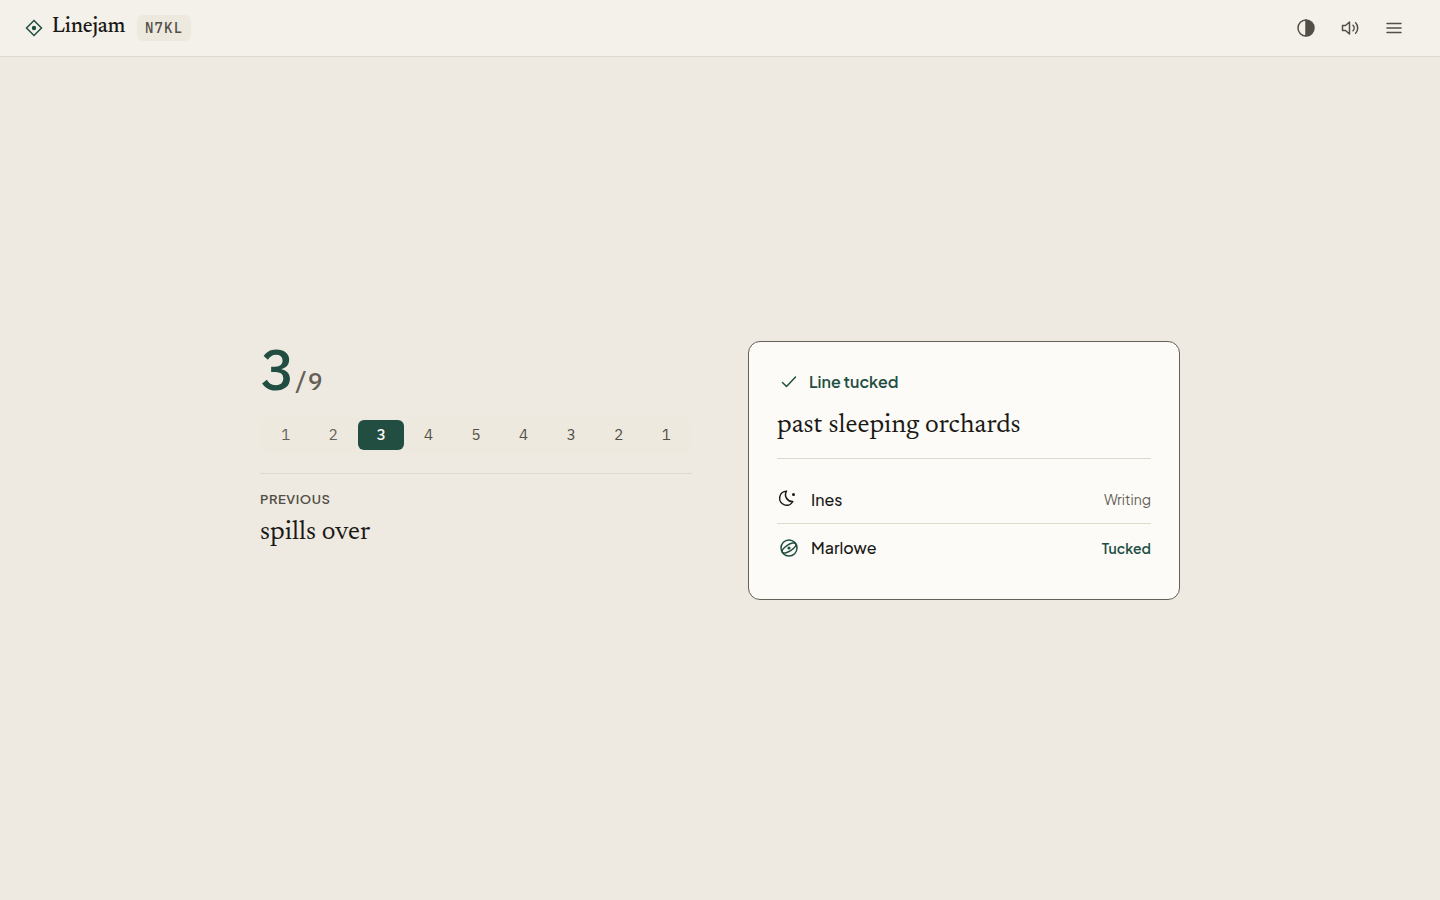 Linejam N7KL
3/9
1 2 3 4 5 4 3 2 1
PREVIOUS
spills over
Line tucked
past sleeping orchards
Ines Writing
Marlowe Tucked